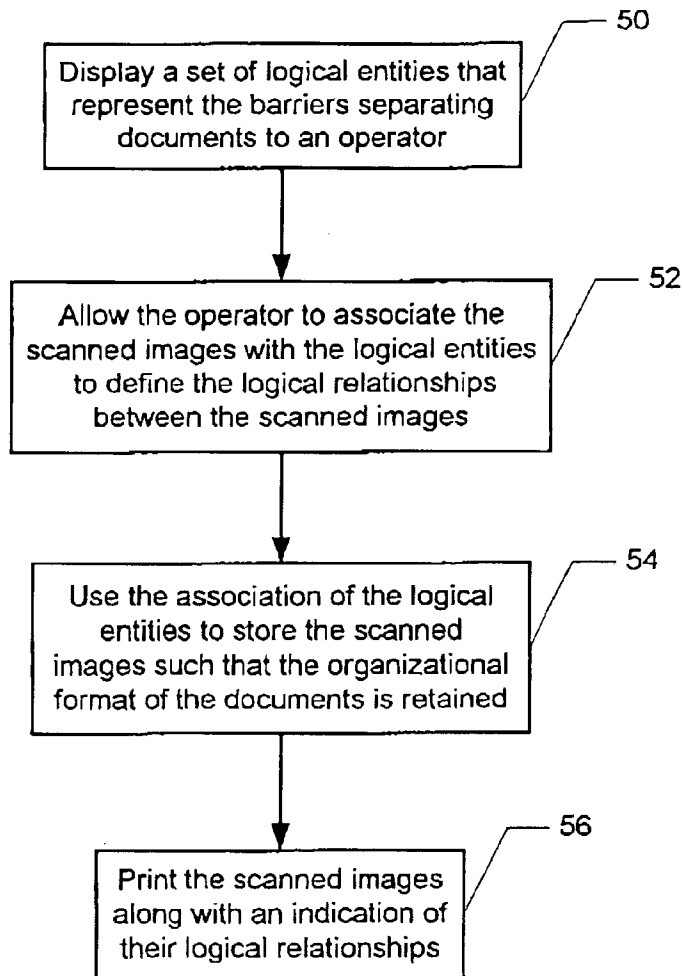 50
Display a set of logical entities that
represent the barriers separating
documents to an operator
52
Allow the operator to associate the
scanned images with the logical entities
to define the logical relationships
between the scanned images
54
Use the association of the logical
entities to store the scanned
images such that the organizational
format of the documents is retained
56
Print the scanned images
along with an indication of
their logical relationships